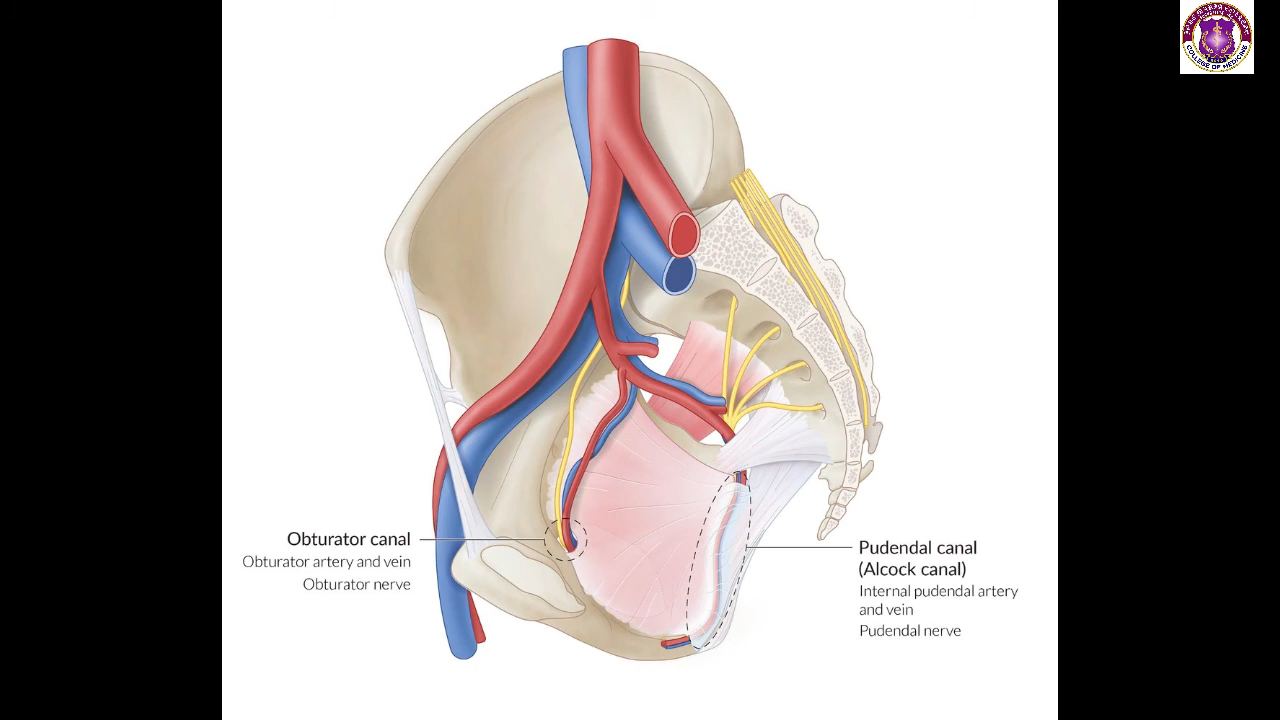 Obturator canal
Obturator artery and vein
Obturator nerve
Pudendal canal
(Alcock canal)
Internal pudendal artery
and vein
Pudendal nerve
COLLEGE OF MEDICINE